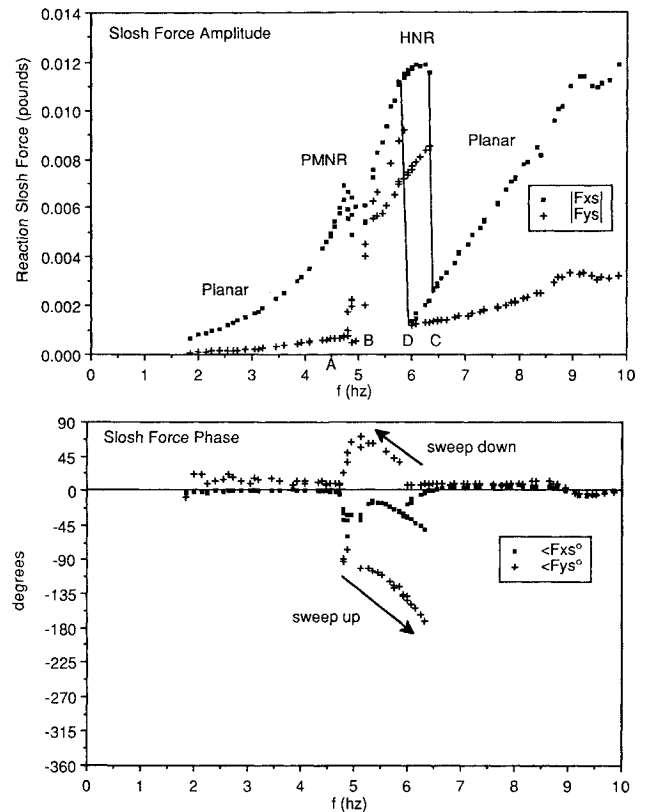 Slosh Force Amplitude
HNR
PMNR
Planar
Planar
|Fxs|
|Fys|
Reaction Slosh Force (pounds)
0.014
0.012
0.010
0.008
0.006
0.004
0.002
0.000
A
B
D
C
0 1 2 3 4 5 6 7 8 9 10
f (hz)
Slosh Force Phase
sweep down
sweep up
<Fxs°
<Fys°
degrees
90
45
0
-45
-90
-135
-180
-225
-270
-315
-360
0 1 2 3 4 5 6 7 8 9 10
f (hz)